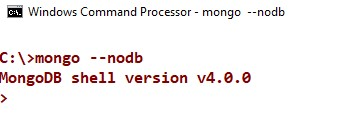 Windows Command Processor - mongo --nodb
C:\>mongo --nodb
MongoDB shell version v4.0.0
>